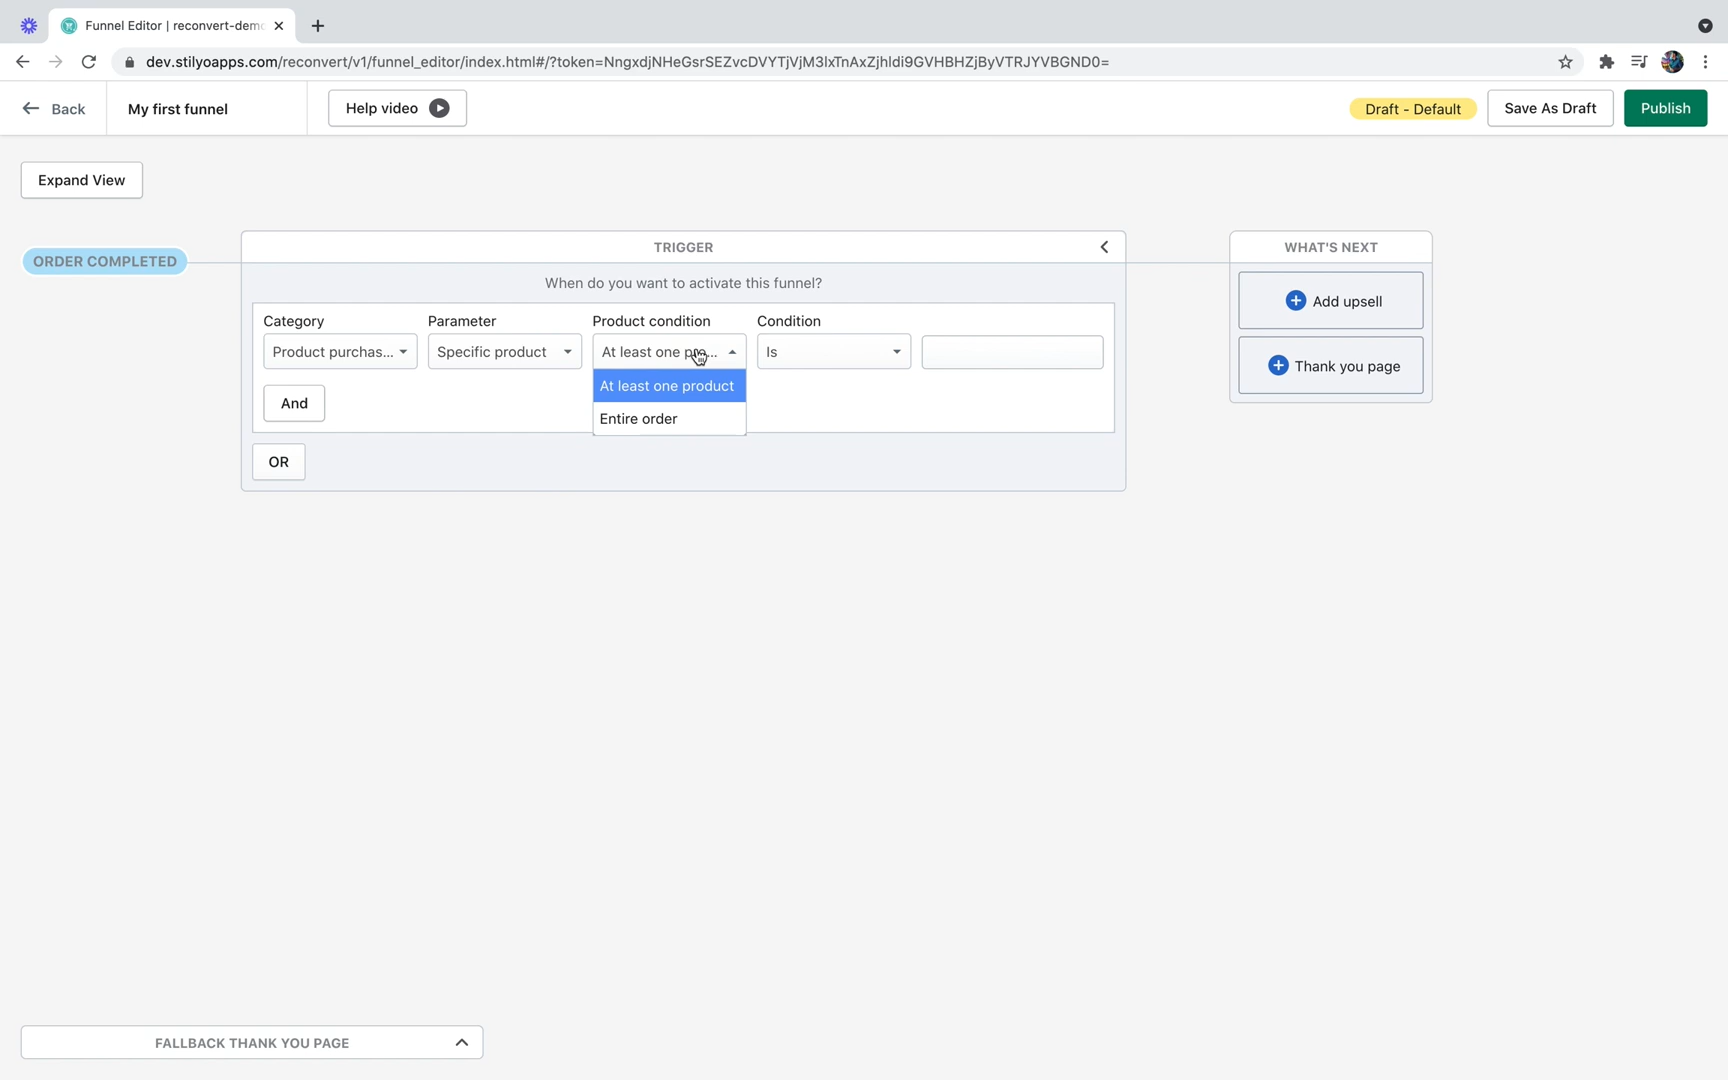 Funnel Editor | reconvert-demo
dev.stilyoapps.com/reconvert/v1/funnel_editor/index.html#/?token=NngxdjNHeGsrSEZvcDVYTjVjM3lxTnAxZjhldi9GVHBHZjByVTRJYVBGND0=
Back
My first funnel
Help video
Draft - Default
Save As Draft
Publish
Expand View
ORDER COMPLETED
TRIGGER
When do you want to activate this funnel?
Category
Parameter
Product condition
Condition
Product purchas...
Specific product
At least one pro...
Is
At least one product
Entire order
And
OR
WHAT'S NEXT
Add upsell
Thank you page
FALLBACK THANK YOU PAGE